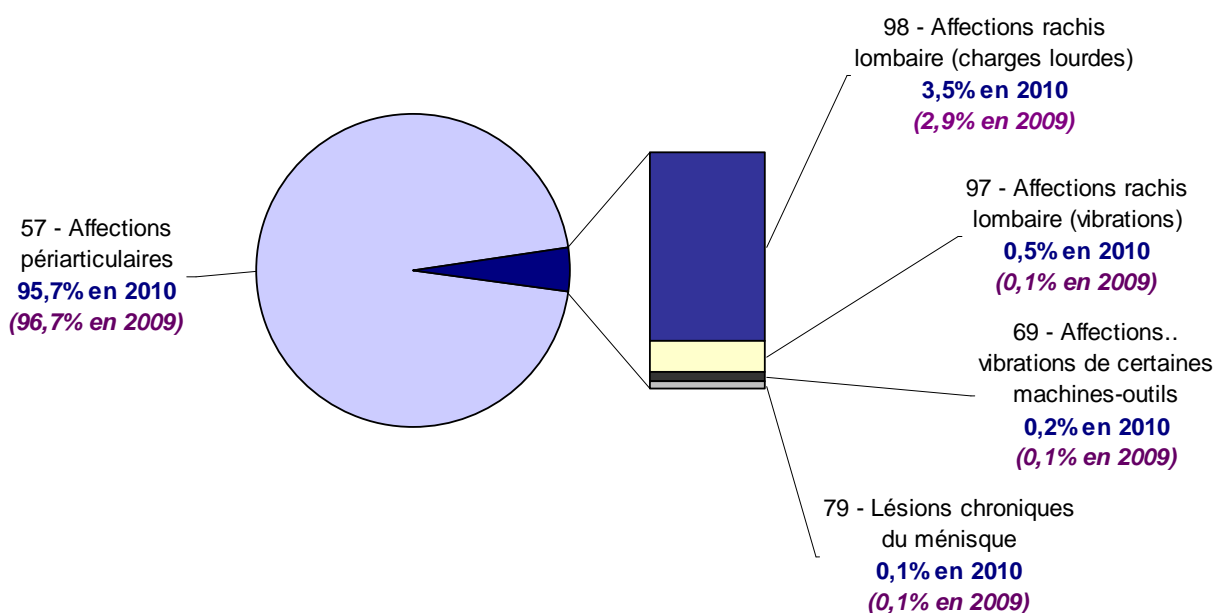 98 - Affections rachis
lombaire (charges lourdes)
3,5% en 2010
(2,9% en 2009)
97 - Affections rachis
lombaire (vibrations)
0,5% en 2010
(0,1% en 2009)
57 - Affections
périarticulaires
95,7% en 2010
(96,7% en 2009)
69 - Affections..
vibrations de certaines
machines-outils
0,2% en 2010
(0,1% en 2009)
79 - Lésions chroniques
du ménisque
0,1% en 2010
(0,1% en 2009)